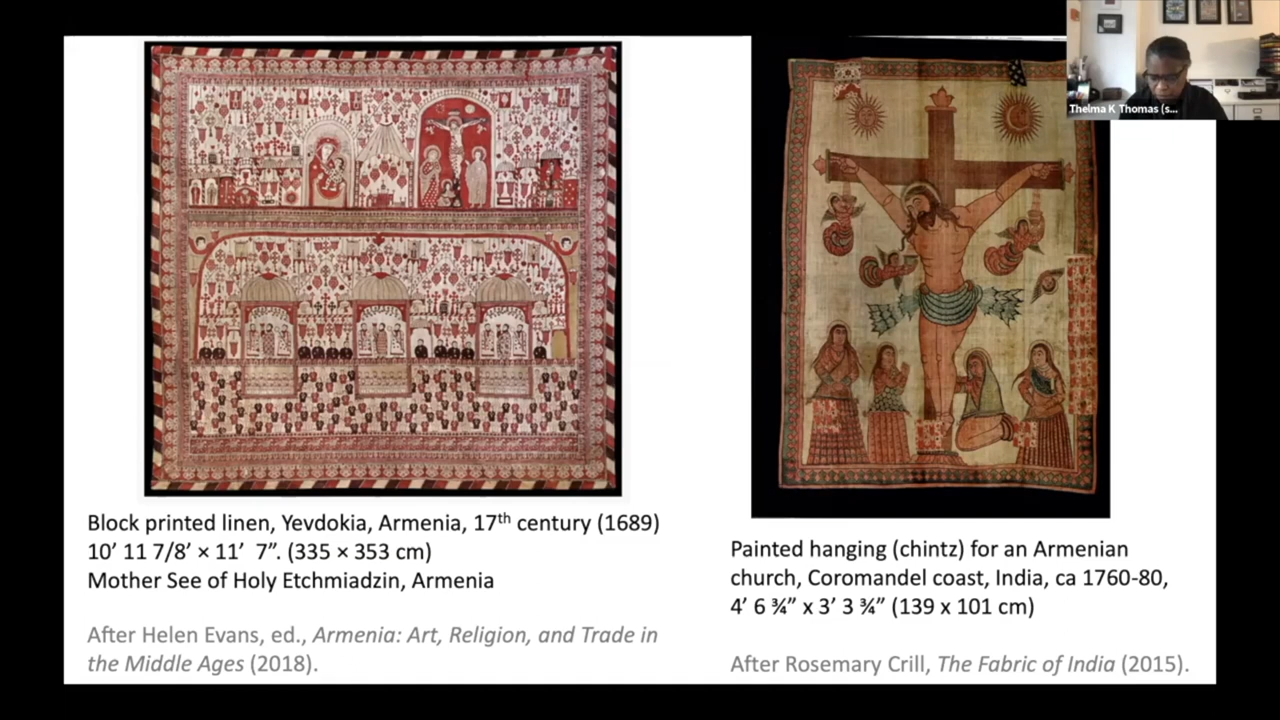 Thelma K Thomas (s...
Block printed linen, Yevdokia, Armenia, 17th century (1689)
10’ 11 7/8’ × 11’  7”. (335 × 353 cm)
Mother See of Holy Etchmiadzin, Armenia
After Helen Evans, ed., Armenia: Art, Religion, and Trade in
the Middle Ages (2018).
Painted hanging (chintz) for an Armenian
church, Coromandel coast, India, ca 1760-80,
4’ 6 ¾” x 3’ 3 ¾” (139 x 101 cm)
After Rosemary Crill, The Fabric of India (2015).